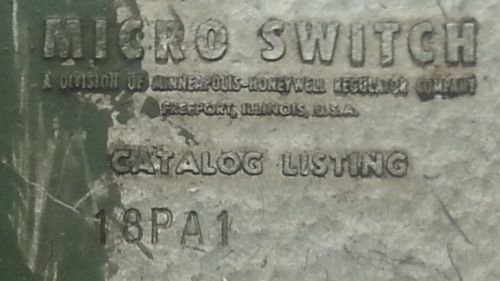 MICRO SWITCH
A DIVISION OF MINNEAPOLIS-HONEYWELL REGULATOR COMPANY
FREEPORT, ILLINOIS, U.S.A.
CATALOG LISTING
18PA1